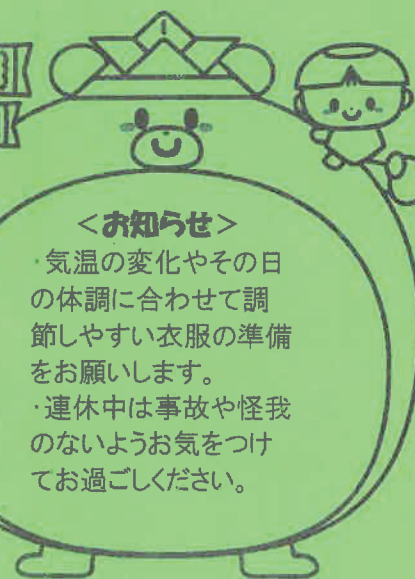 ＜お知らせ＞
・気温の変化やその日
の体調に合わせて調
節しやすい衣服の準備
をお願いします。
・連休中は事故や怪我
のないようお気をつけ
てお過ごしください。